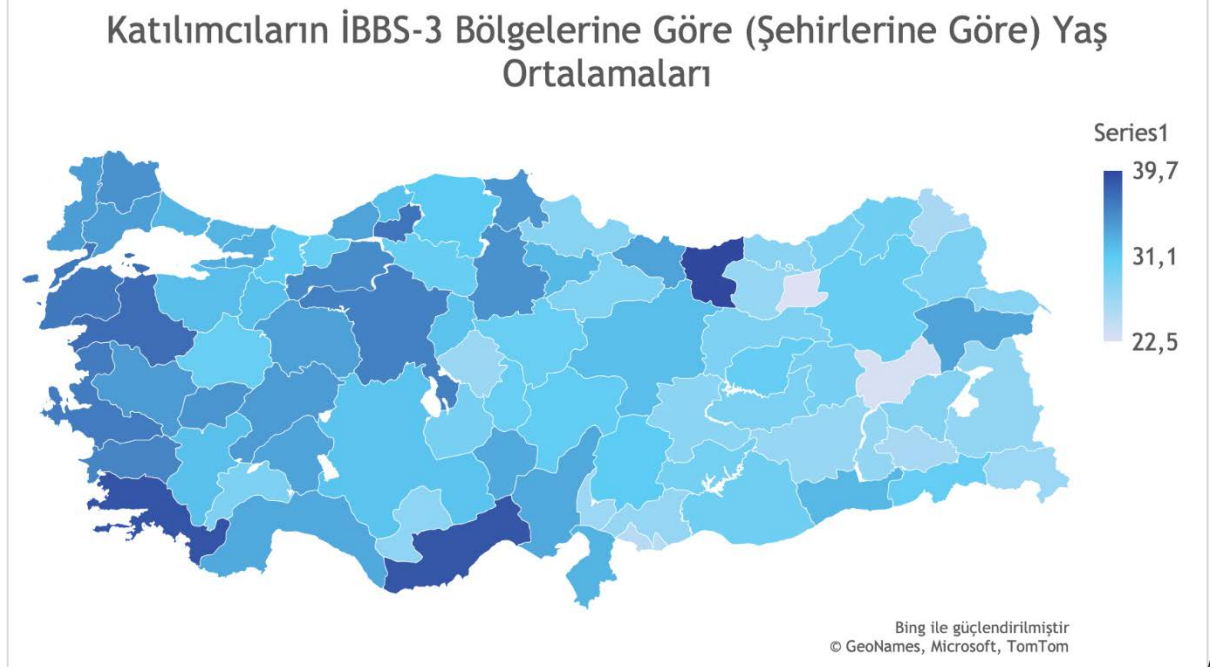 Katılımcıların İBBS-3 Bölgelerine Göre (Şehirlerine Göre) Yaş
Ortalamaları
Series1
39,7
31,1
22,5
Bing ile güçlendirilmiştir
© GeoNames, Microsoft, TomTom